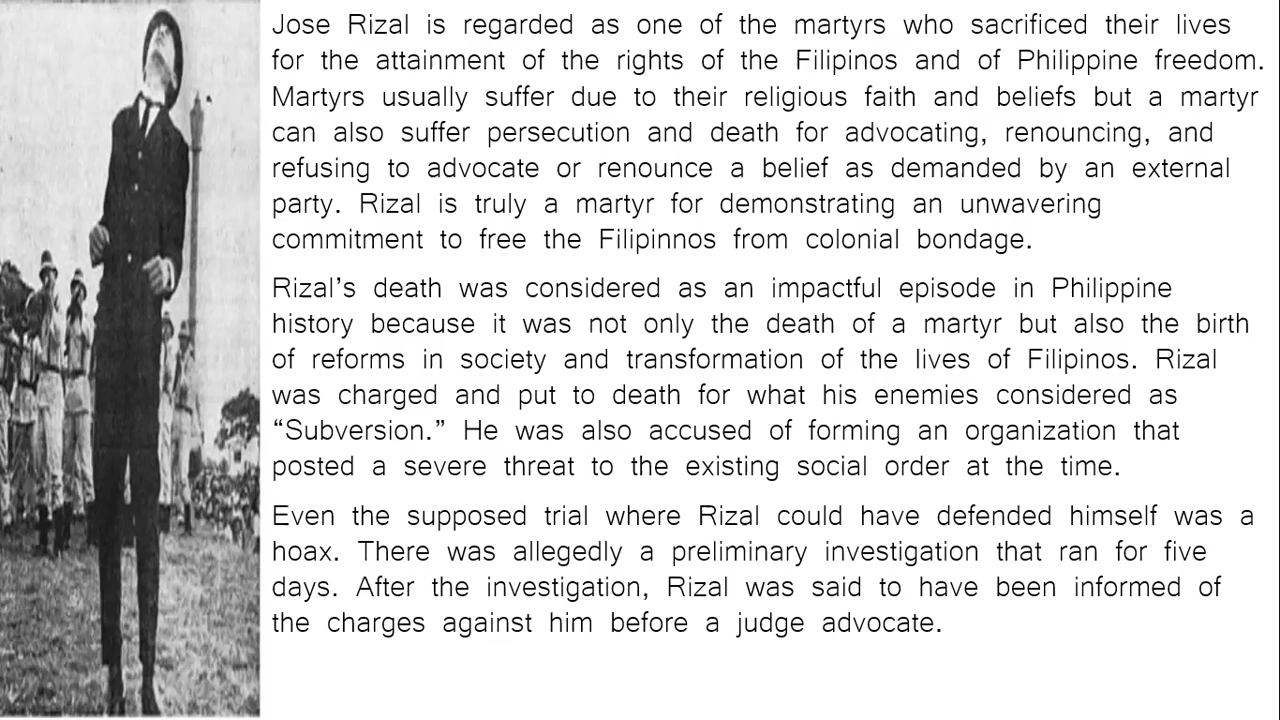 Jose Rizal is regarded as one of the martyrs who sacrificed their lives
for the attainment of the rights of the Filipinos and of Philippine freedom.
Martyrs usually suffer due to their religious faith and beliefs but a martyr
can also suffer persecution and death for advocating, renouncing, and
refusing to advocate or renounce a belief as demanded by an external
party. Rizal is truly a martyr for demonstrating an unwavering
commitment to free the Filipinnos from colonial bondage.
Rizal’s death was considered as an impactful episode in Philippine
history because it was not only the death of a martyr but also the birth
of reforms in society and transformation of the lives of Filipinos. Rizal
was charged and put to death for what his enemies considered as
“Subversion.” He was also accused of forming an organization that
posted a severe threat to the existing social order at the time.
Even the supposed trial where Rizal could have defended himself was a
hoax. There was allegedly a preliminary investigation that ran for five
days. After the investigation, Rizal was said to have been informed of
the charges against him before a judge advocate.